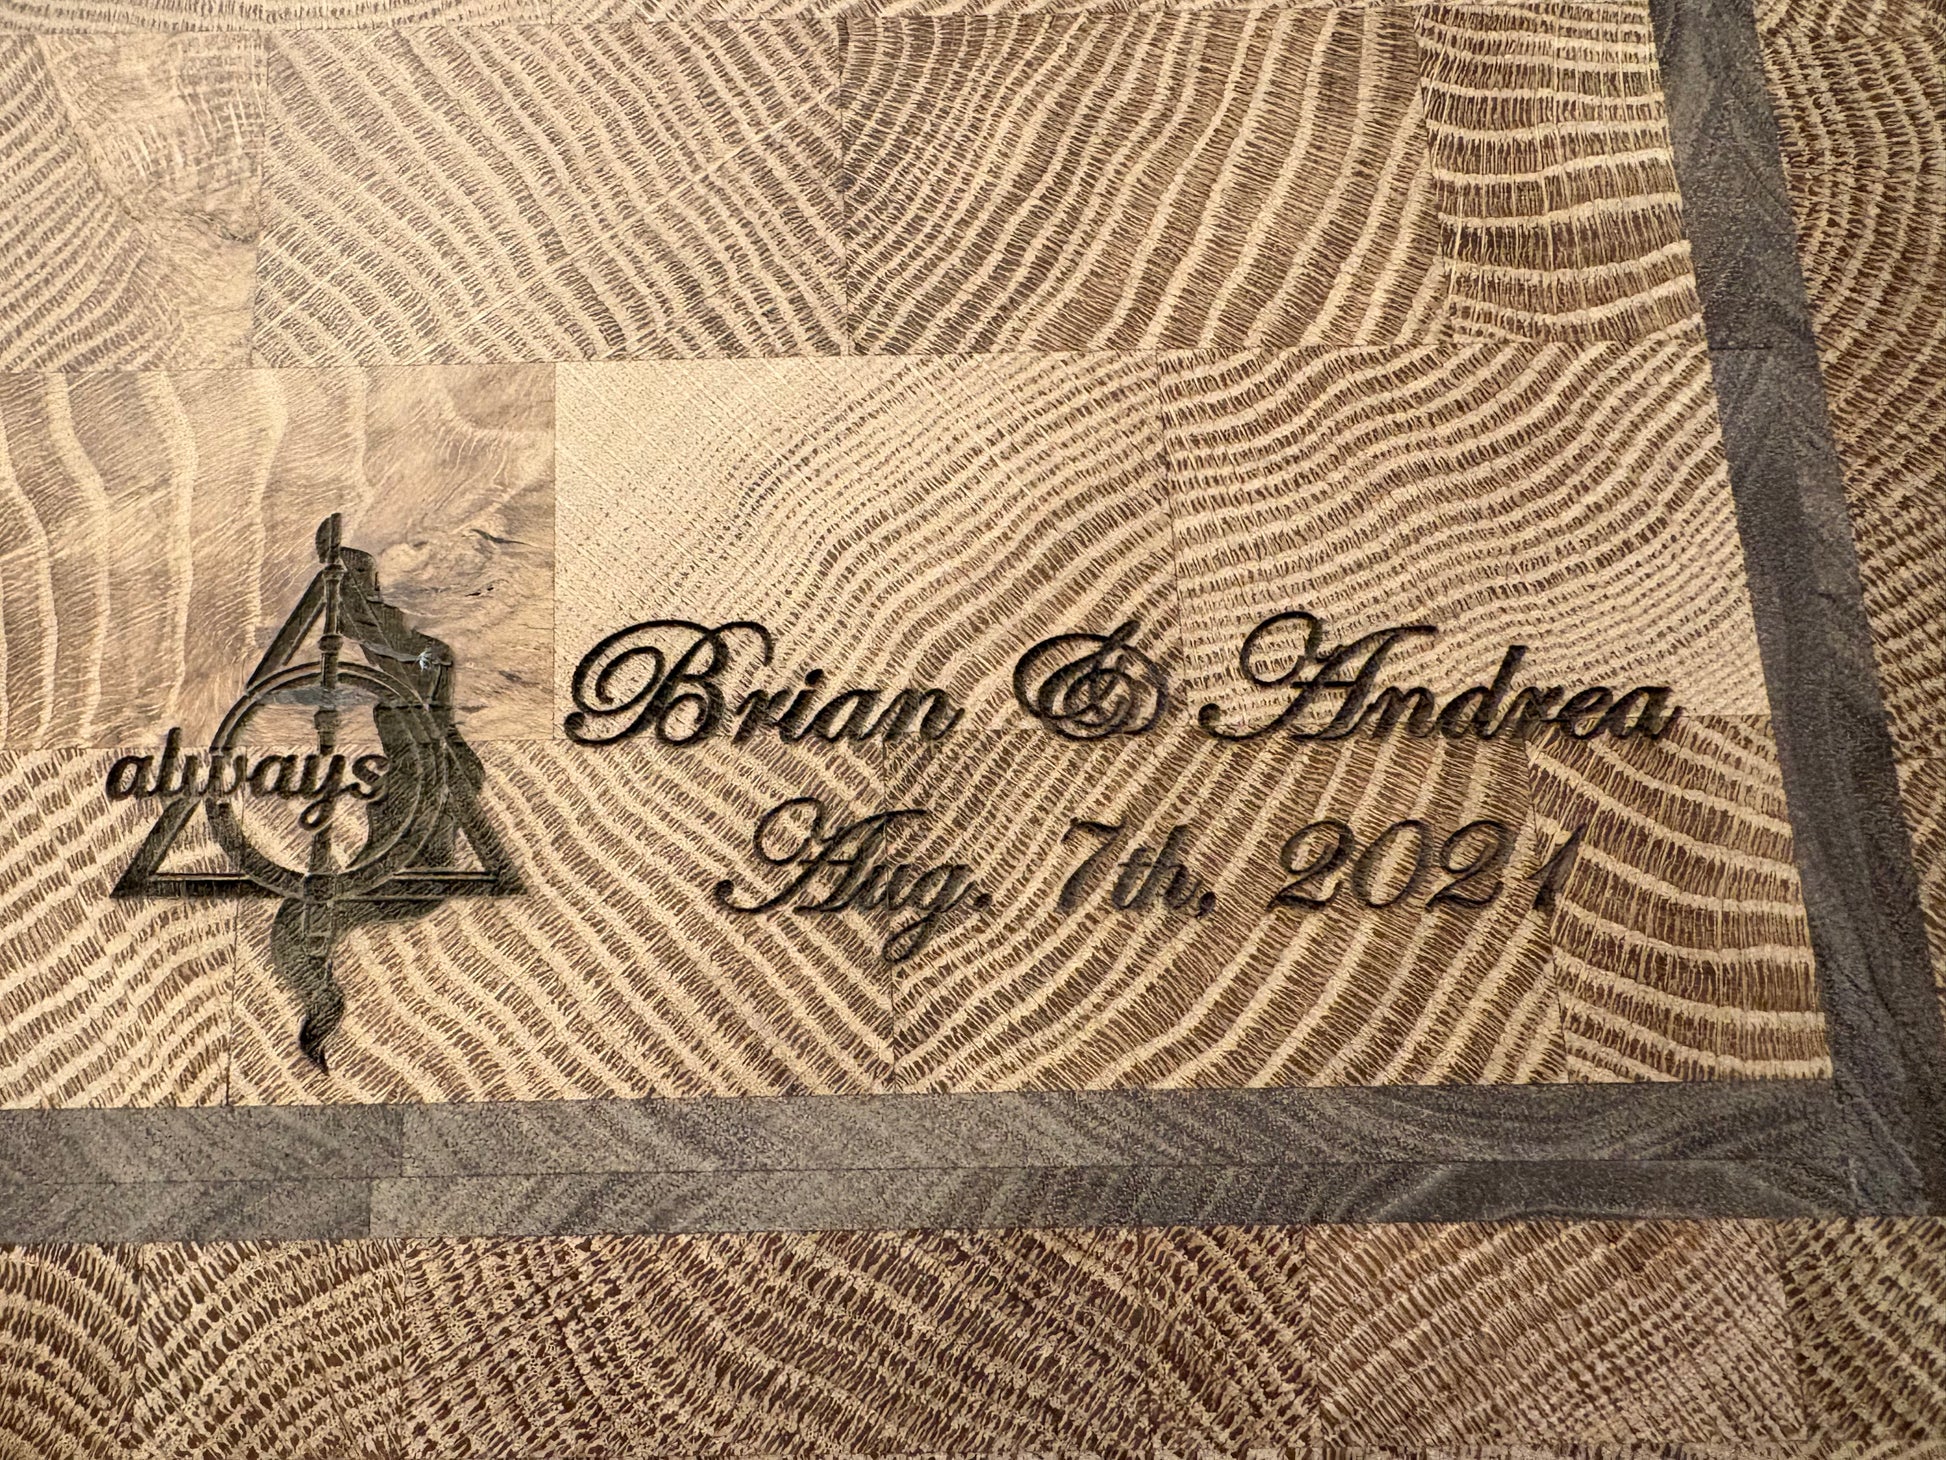 always
Brian & Andrea
Aug. 7th, 2021